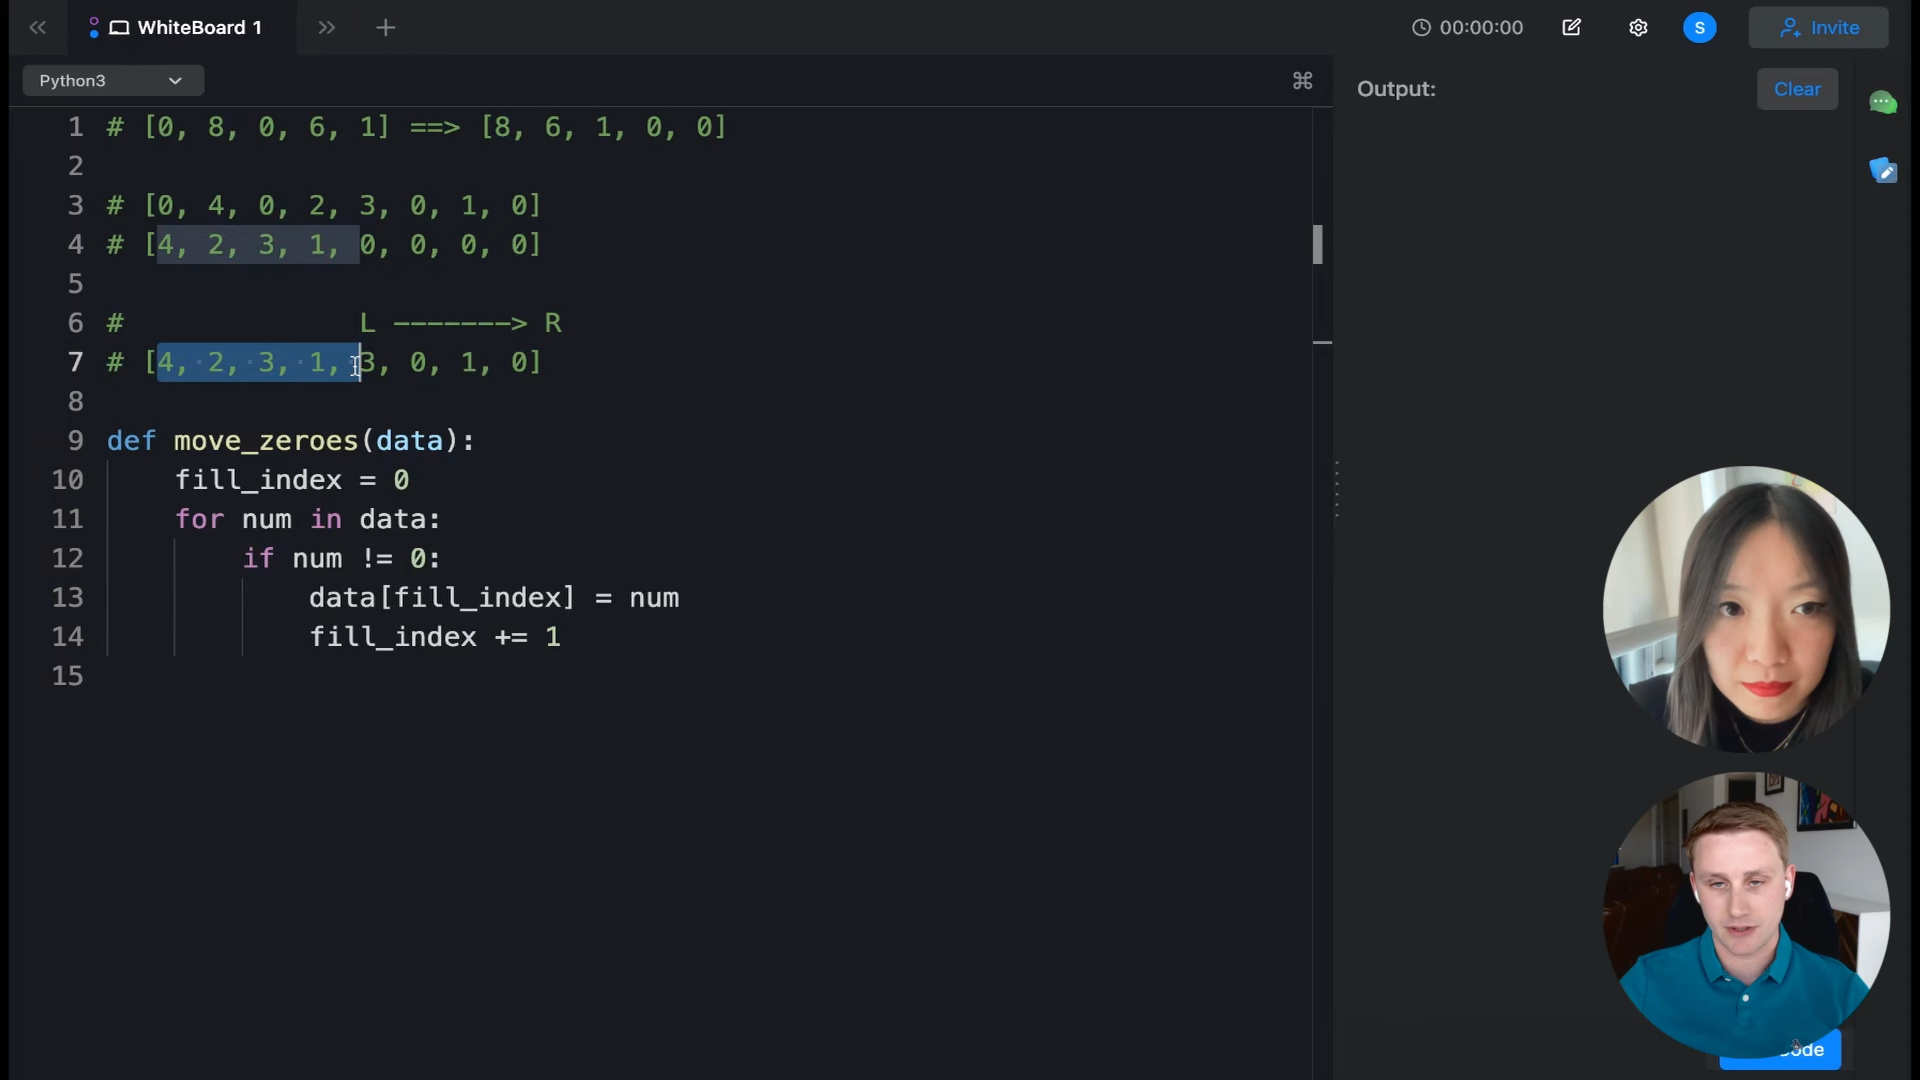 WhiteBoard 1
00:00:00
S
Invite
Python3
Output:
Clear
1 # [0, 8, 0, 6, 1] ==> [8, 6, 1, 0, 0]
2
3 # [0, 4, 0, 2, 3, 0, 1, 0]
4 # [4, 2, 3, 1, 0, 0, 0, 0]
5
6 # L -------> R
7 # [4, 2, 3, 1, 3, 0, 1, 0]
8
9 def move_zeroes(data):
10 fill_index = 0
11 for num in data:
12 if num != 0:
13 data[fill_index] = num
14 fill_index += 1
15